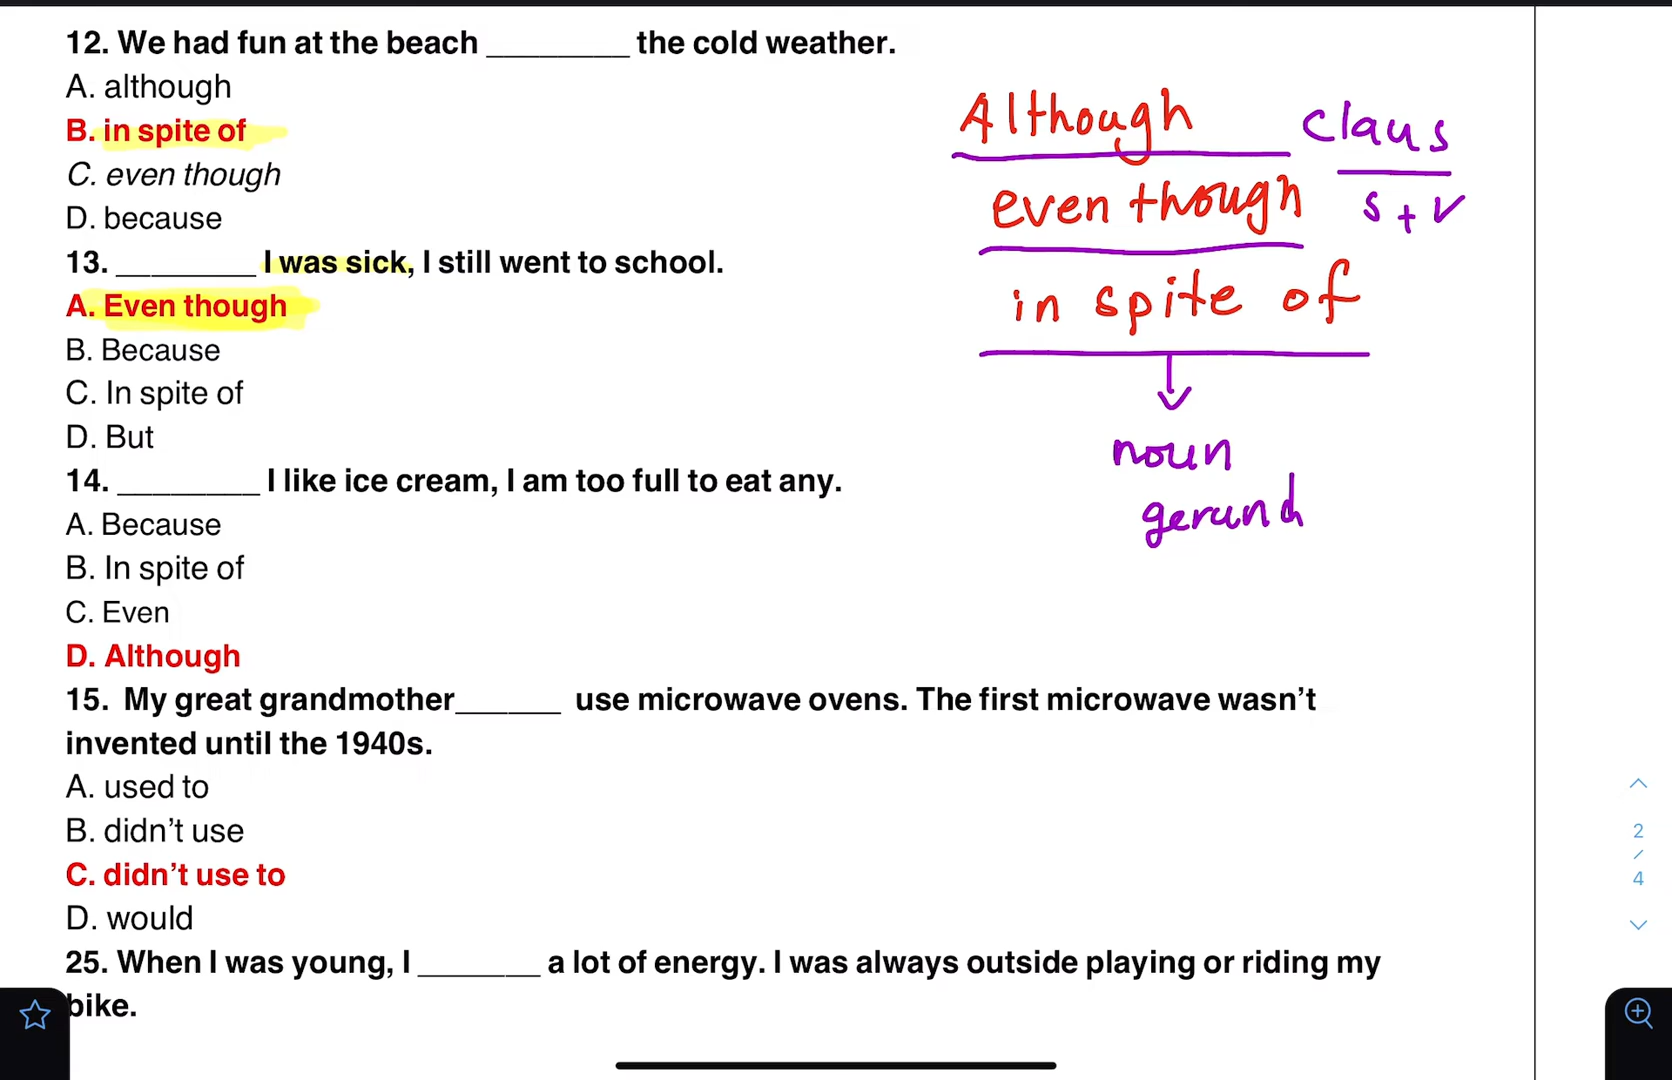 12. We had fun at the beach ________ the cold weather.
A. although
B. in spite of
C. even though
D. because
13. ________ I was sick, I still went to school.
A. Even though
B. Because
C. In spite of
D. But
14. ________ I like ice cream, I am too full to eat any.
A. Because
B. In spite of
C. Even
D. Although
15. My great grandmother______ use microwave ovens. The first microwave wasn’t
invented until the 1940s.
A. used to
B. didn’t use
C. didn’t use to
D. would
25. When I was young, I _______ a lot of energy. I was always outside playing or riding my
bike.
Although claus
even though s + v
in spite of
noun
gerund
2
/
4